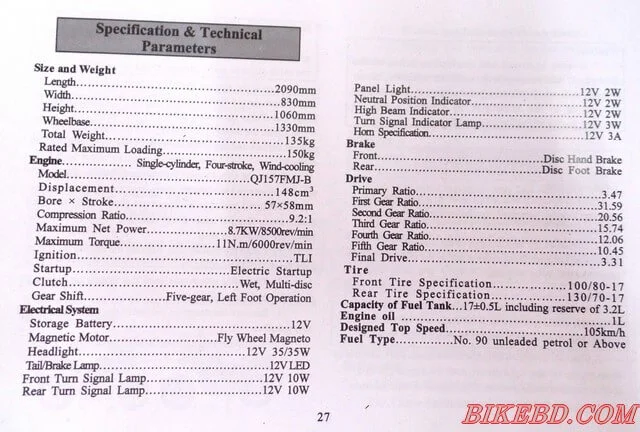 Specification & Technical
Parameters
Size and Weight
Length..........2090mm
Width..........830mm
Height..........1060mm
Wheelbase..........1330mm
Total Weight..........135kg
Rated Maximum Loading..........150kg
Engine.......... Single-cylinder, Four-stroke, Wind-cooling
Model..........QJ157FMJ-B
Displacement..........148cm³
Bore × Stroke..........57×58mm
Compression Ratio..........9.2:1
Maximum Net Power..........8.7KW/8500rev/min
Maximum Torque..........11N.m/6000rev/min
Ignition..........TLI
Startup..........Electric Startup
Clutch..........Wet, Multi-disc
Gear Shift..........Five-gear, Left Foot Operation
Electrical System
Storage Battery..........12V
Magnetic Motor..........Fly Wheel Magneto
Headlight..........12V 35/35W
Tail/Brake Lamp..........12V LED
Front Turn Signal Lamp..........12V 10W
Rear Turn Signal Lamp..........12V 10W
Panel Light..........12V 2W
Neutral Position Indicator..........12V 2W
High Beam Indicator..........12V 2W
Turn Signal Indicator Lamp..........12V 3W
Horn Specification..........12V 3A
Brake
Front..........Disc Hand Brake
Rear..........Disc Foot Brake
Drive
Primary Ratio..........3.47
First Gear Ratio..........31.59
Second Gear Ratio..........20.56
Third Gear Ratio..........15.74
Fourth Gear Ratio..........12.06
Fifth Gear Ratio..........10.45
Final Drive..........3.31
Tire
Front Tire Specification..........100/80-17
Rear Tire Specification..........130/70-17
Capacity of Fuel Tank...17±0.5L including reserve of 3.2L
Engine oil..........1L
Designed Top Speed..........105km/h
Fuel Type..........No. 90 unleaded petrol or Above
27
BIKEBD.COM